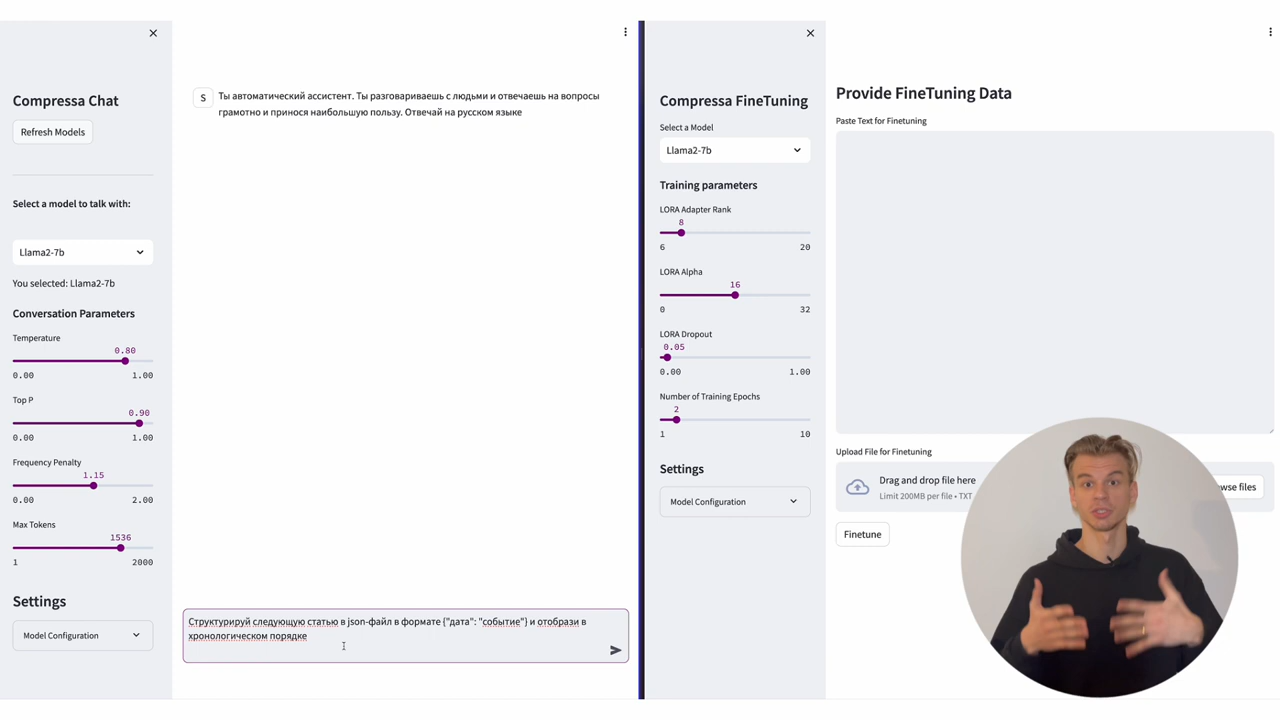 Compressa Chat
Refresh Models
Select a model to talk with:
Llama2-7b
You selected: Llama2-7b
Conversation Parameters
Temperature
0.80
0.00 1.00
Top P
0.90
0.00 1.00
Frequency Penalty
1.15
0.00 2.00
Max Tokens
1536
1 2000
Settings
Model Configuration
S
Ты автоматический ассистент. Ты разговариваешь с людьми и отвечаешь на вопросы
грамотно и принося наибольшую пользу. Отвечай на русском языке
Структурируй следующую статью в json-файл в формате {"дата": "событие"} и отобрази в
хронологическом порядке
Compressa FineTuning
Select a Model
Llama2-7b
Training parameters
LORA Adapter Rank
8
6 20
LORA Alpha
16
0 32
LORA Dropout
0.05
0.00 1.00
Number of Training Epochs
2
1 10
Settings
Model Configuration
Provide FineTuning Data
Paste Text for Finetuning
Upload File for Finetuning
Drag and drop file here
Limit 200MB per file • TXT
files
Finetune